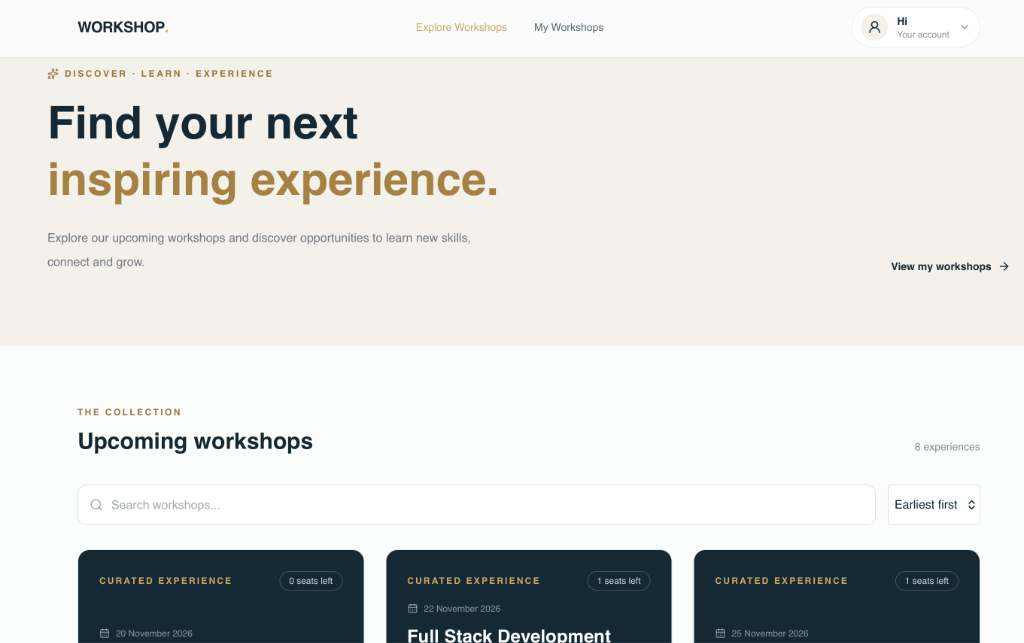 WORKSHOP.
Explore Workshops
My Workshops
Hi
Your account
DISCOVER · LEARN · EXPERIENCE
Find your next
inspiring experience.
Explore our upcoming workshops and discover opportunities to learn new skills,
connect and grow.
View my workshops
THE COLLECTION
Upcoming workshops
8 experiences
Search workshops...
Earliest first
CURATED EXPERIENCE
0 seats left
20 November 2026
CURATED EXPERIENCE
1 seats left
22 November 2026
Full Stack Development
CURATED EXPERIENCE
1 seats left
25 November 2026